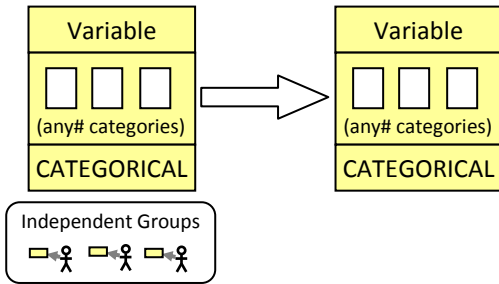 Variable
(any# categories)
CATEGORICAL
Independent Groups
Variable
(any# categories)
CATEGORICAL